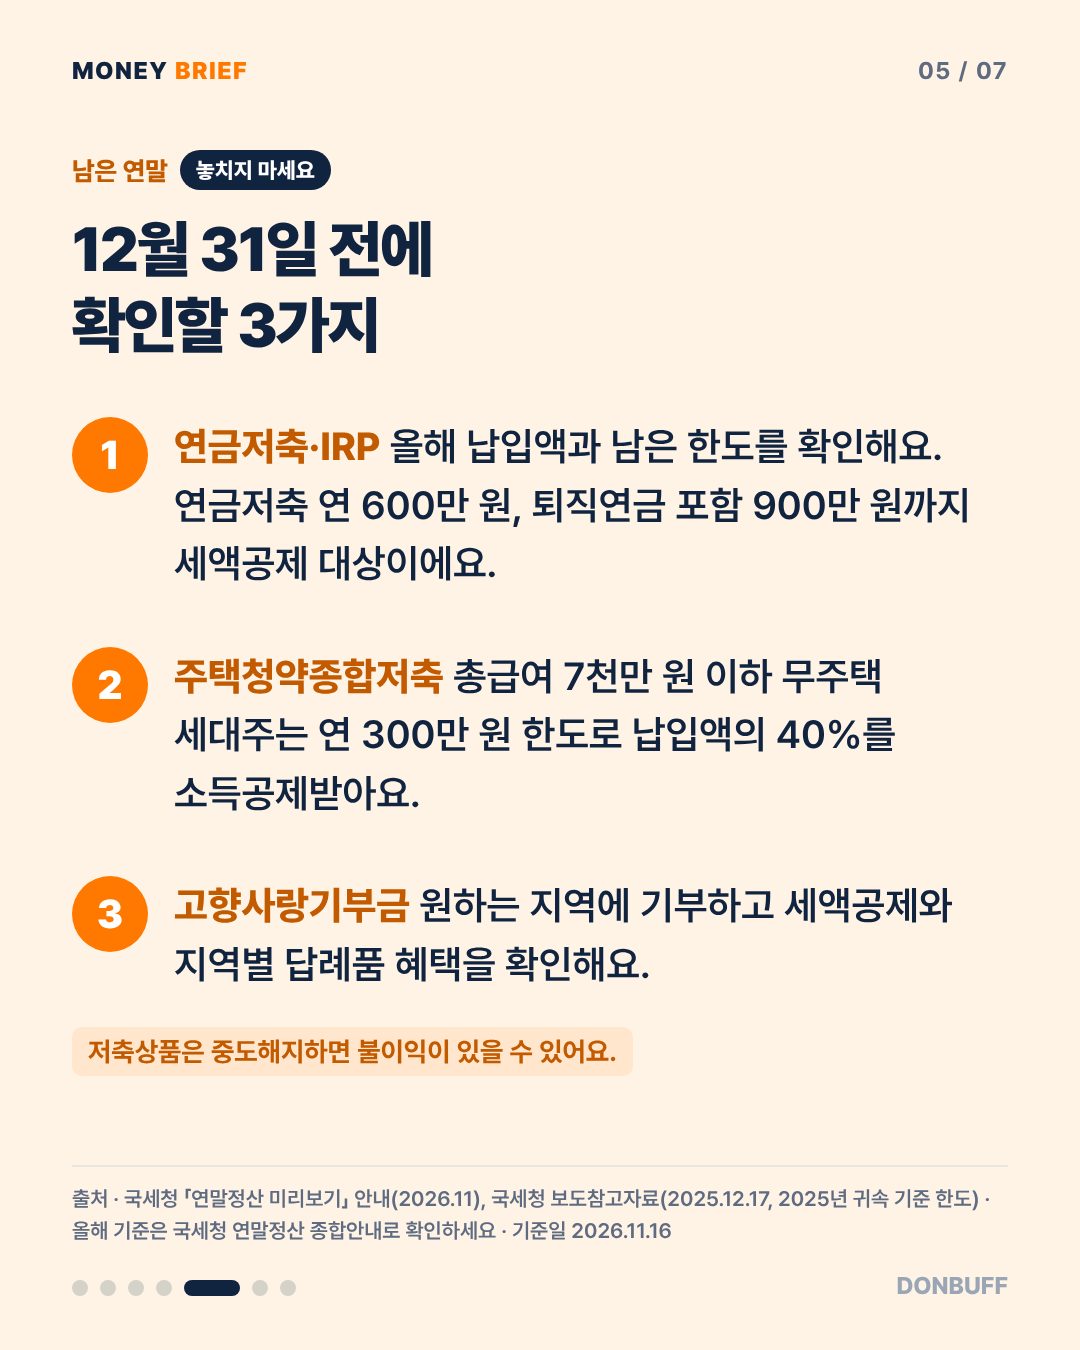 MONEY BRIEF
05 / 07
남은 연말 놓치지 마세요
12월 31일 전에
확인할 3가지
1 연금저축·IRP 올해 납입액과 남은 한도를 확인해요.
연금저축 연 600만 원, 퇴직연금 포함 900만 원까지
세액공제 대상이에요.
2 주택청약종합저축 총급여 7천만 원 이하 무주택
세대주는 연 300만 원 한도로 납입액의 40%를
소득공제받아요.
3 고향사랑기부금 원하는 지역에 기부하고 세액공제와
지역별 답례품 혜택을 확인해요.
저축상품은 중도해지하면 불이익이 있을 수 있어요.
출처 · 국세청 「연말정산 미리보기」 안내(2026.11), 국세청 보도참고자료(2025.12.17, 2025년 귀속 기준 한도) ·
올해 기준은 국세청 연말정산 종합안내로 확인하세요 · 기준일 2026.11.16
DONBUFF